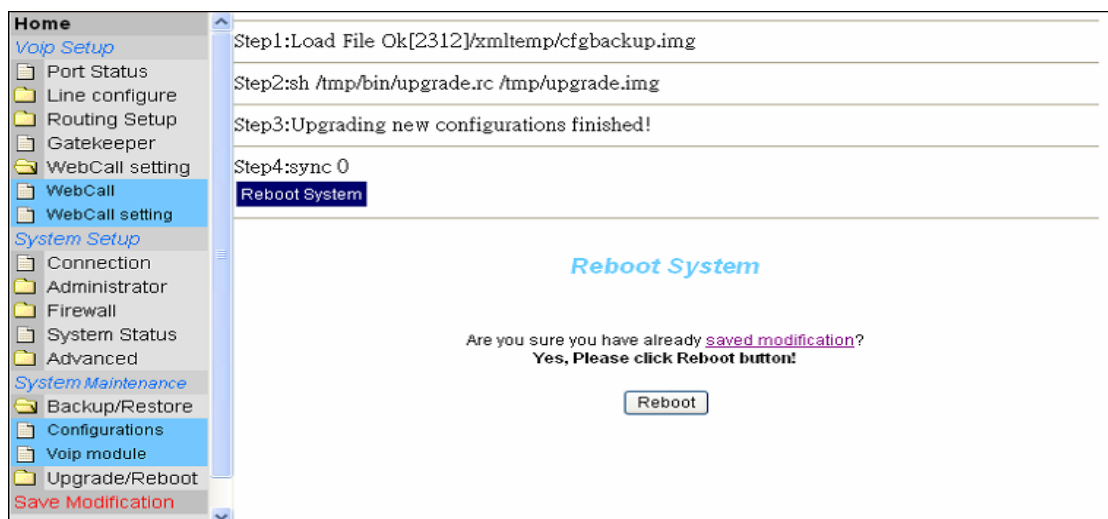 Home
Voip Setup
Port Status
Line configure
Routing Setup
Gatekeeper
WebCall setting
WebCall
WebCall setting
System Setup
Connection
Administrator
Firewall
System Status
Advanced
System Maintenance
Backup/Restore
Configurations
Voip module
Upgrade/Reboot
Save Modification
Step1:Load File Ok[2312]/xmltemp/cfgbackup.img
Step2:sh /tmp/bin/upgrade.rc /tmp/upgrade.img
Step3:Upgrading new configurations finished!
Step4:sync 0
Reboot System
Reboot System
Are you sure you have already saved modification?
Yes, Please click Reboot button!
Reboot